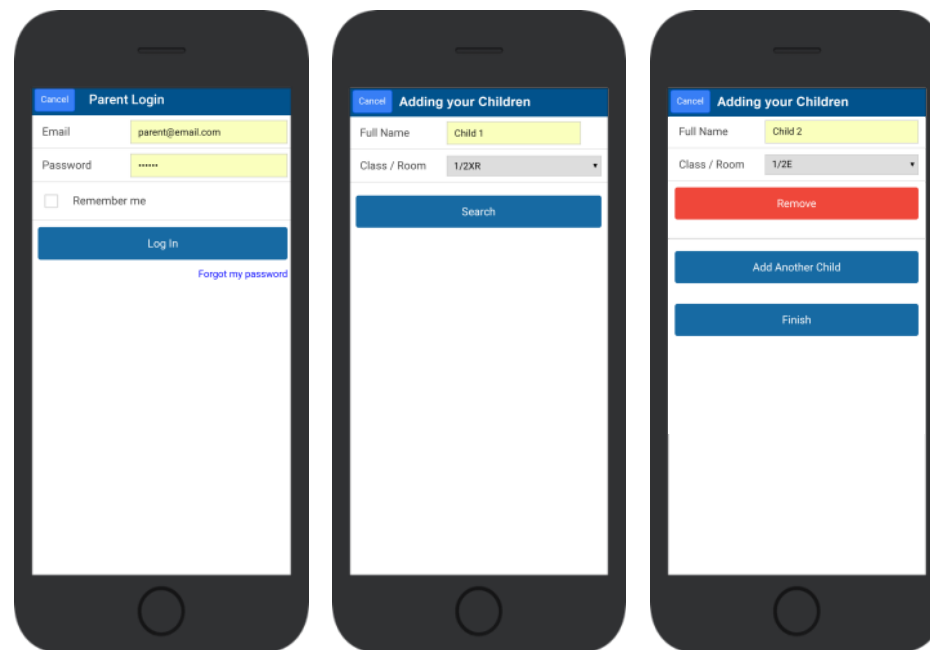 Cancel Parent Login
Email parent@email.com
Password ••••••
Remember me
Log In
Forgot my password
Cancel Adding your Children
Full Name Child 1
Class / Room 1/2XR
Search
Cancel Adding your Children
Full Name Child 2
Class / Room 1/2E
Remove
Add Another Child
Finish